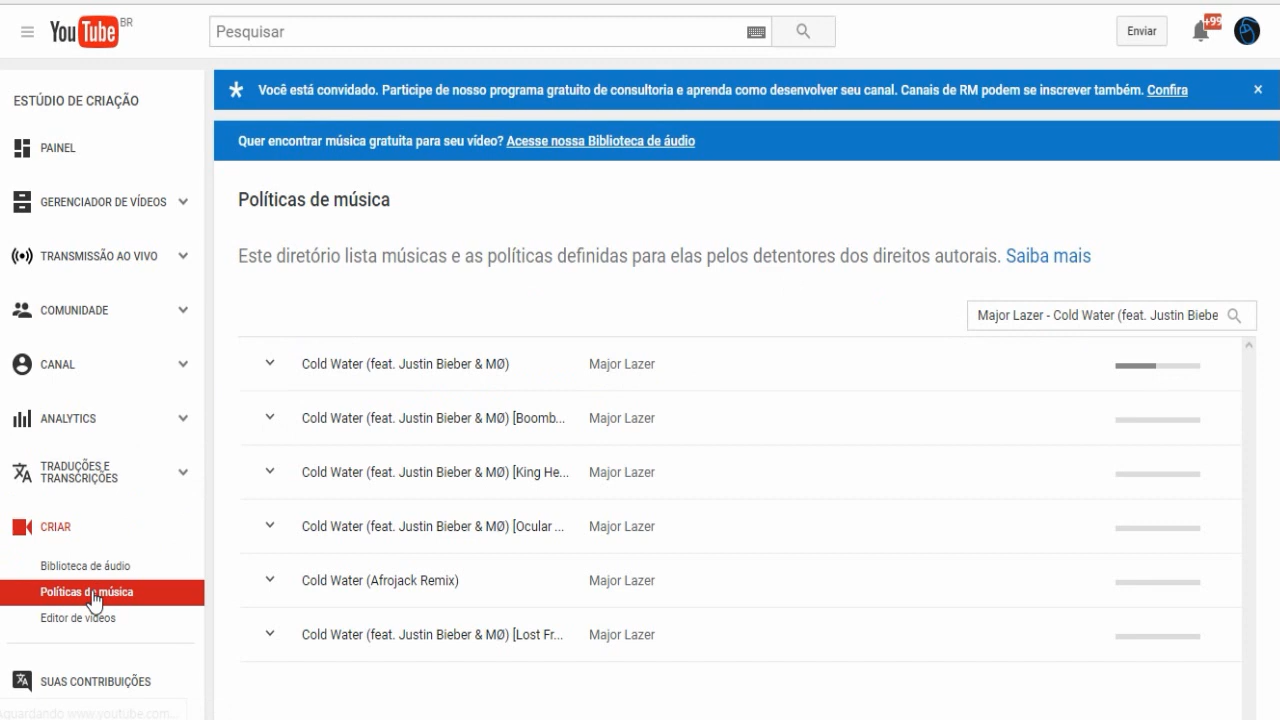 YouTube BR
Pesquisar
Enviar
+99
ESTÚDIO DE CRIAÇÃO
PAINEL
GERENCIADOR DE VÍDEOS
TRANSMISSÃO AO VIVO
COMUNIDADE
CANAL
ANALYTICS
TRADUÇÕES E
TRANSCRIÇÕES
CRIAR
Biblioteca de áudio
Políticas de música
Editor de vídeos
SUAS CONTRIBUIÇÕES
Aguardando www.youtube.com...
Você está convidado. Participe de nosso programa gratuito de consultoria e aprenda como desenvolver seu canal. Canais de RM podem se inscrever também. Confira
Quer encontrar música gratuita para seu vídeo? Acesse nossa Biblioteca de áudio
Políticas de música
Este diretório lista músicas e as políticas definidas para elas pelos detentores dos direitos autorais. Saiba mais
Major Lazer - Cold Water (feat. Justin Biebe
Cold Water (feat. Justin Bieber & MØ) Major Lazer
Cold Water (feat. Justin Bieber & MØ) [Boomb... Major Lazer
Cold Water (feat. Justin Bieber & MØ) [King He... Major Lazer
Cold Water (feat. Justin Bieber & MØ) [Ocular ... Major Lazer
Cold Water (Afrojack Remix) Major Lazer
Cold Water (feat. Justin Bieber & MØ) [Lost Fr... Major Lazer